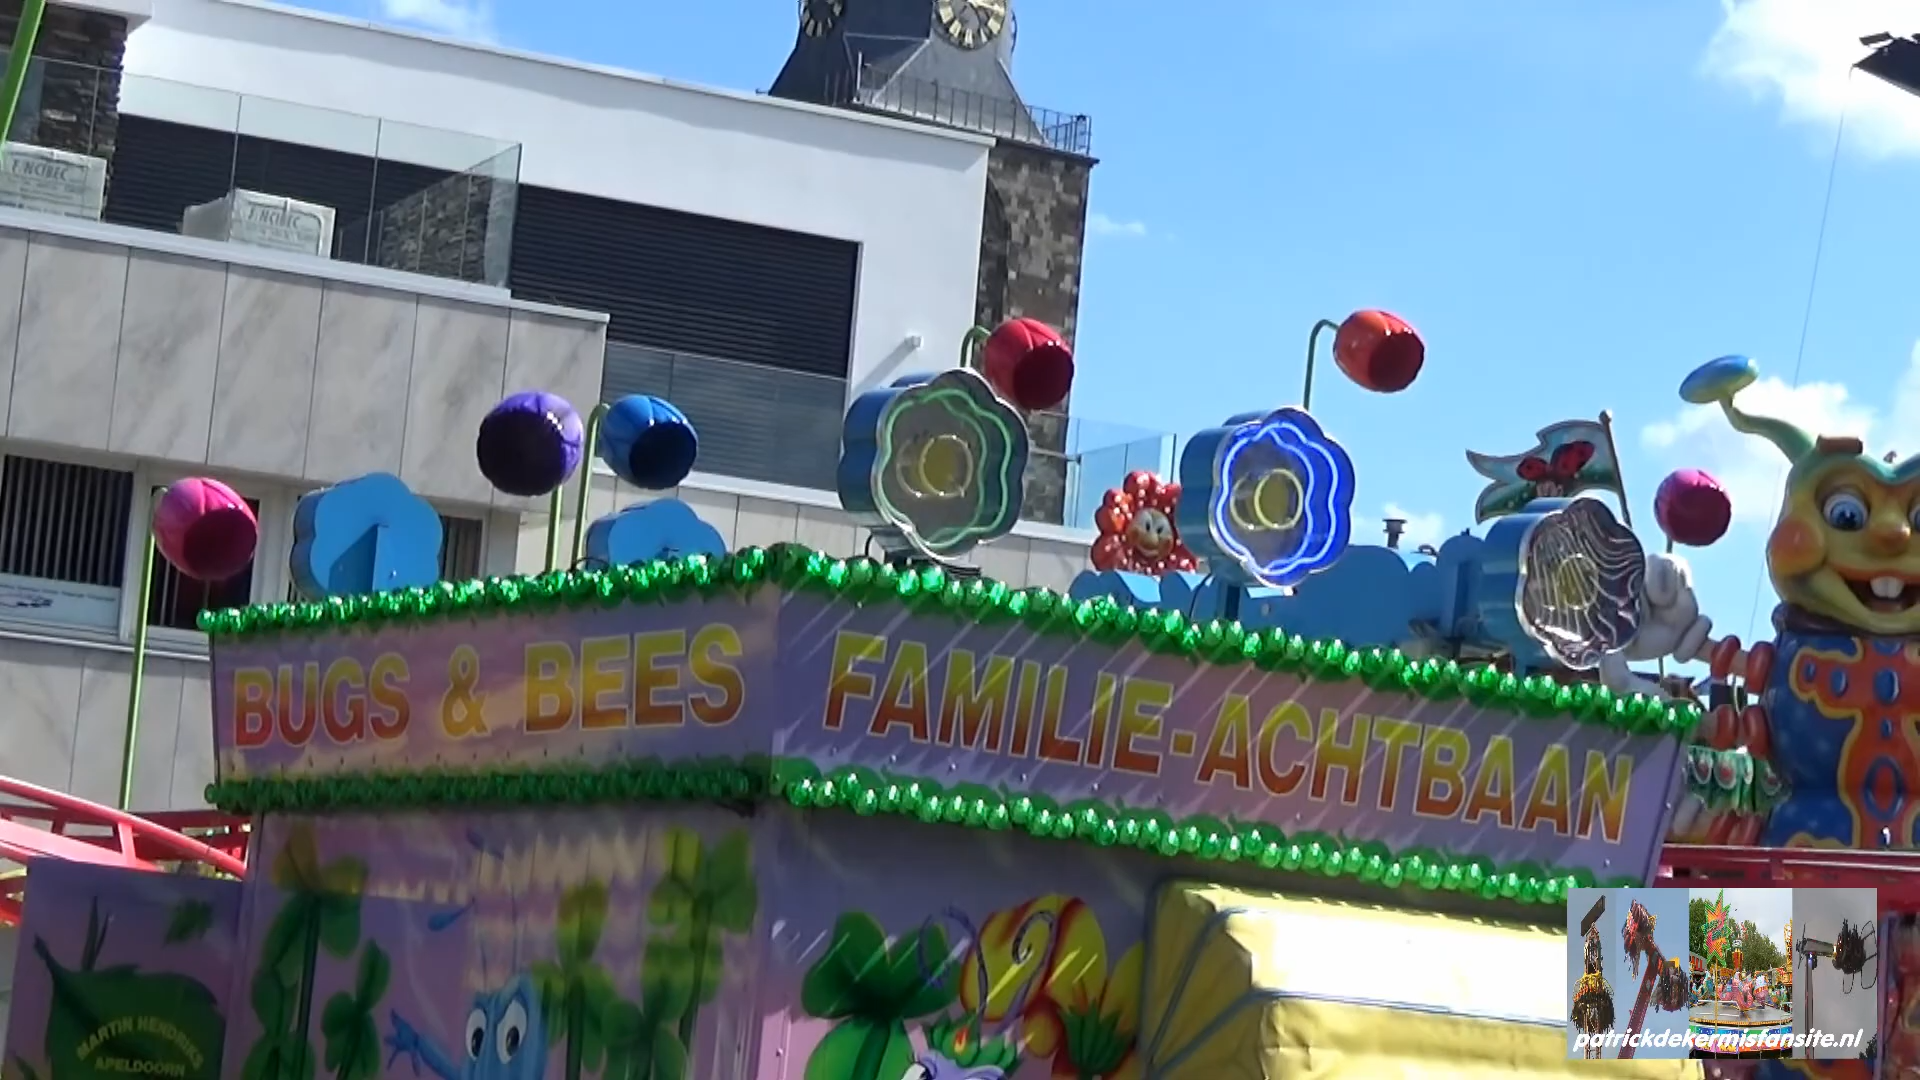 BUGS & BEES FAMILIE-ACHTBAAN
MARTIN HENDRIKS
APELDOORN
patrickdekermisfansite.nl